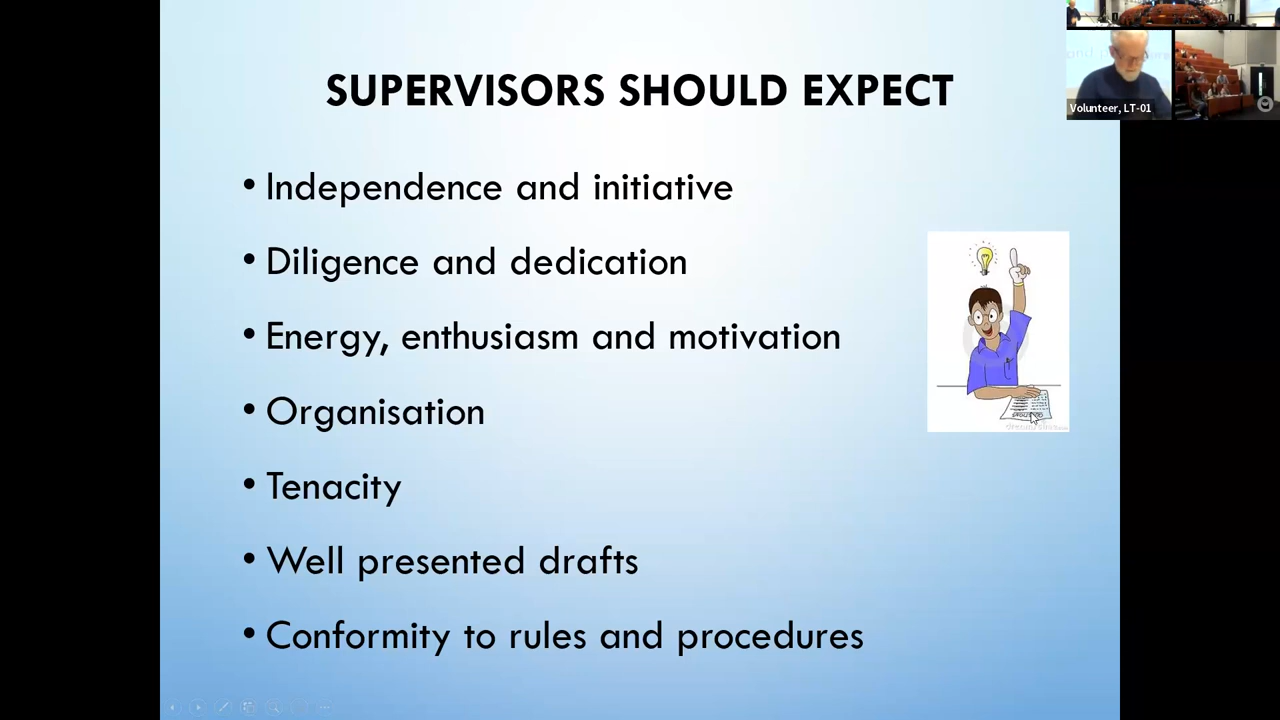 SUPERVISORS SHOULD EXPECT
• Independence and initiative
• Diligence and dedication
• Energy, enthusiasm and motivation
• Organisation
• Tenacity
• Well presented drafts
• Conformity to rules and procedures
Volunteer, LT-01